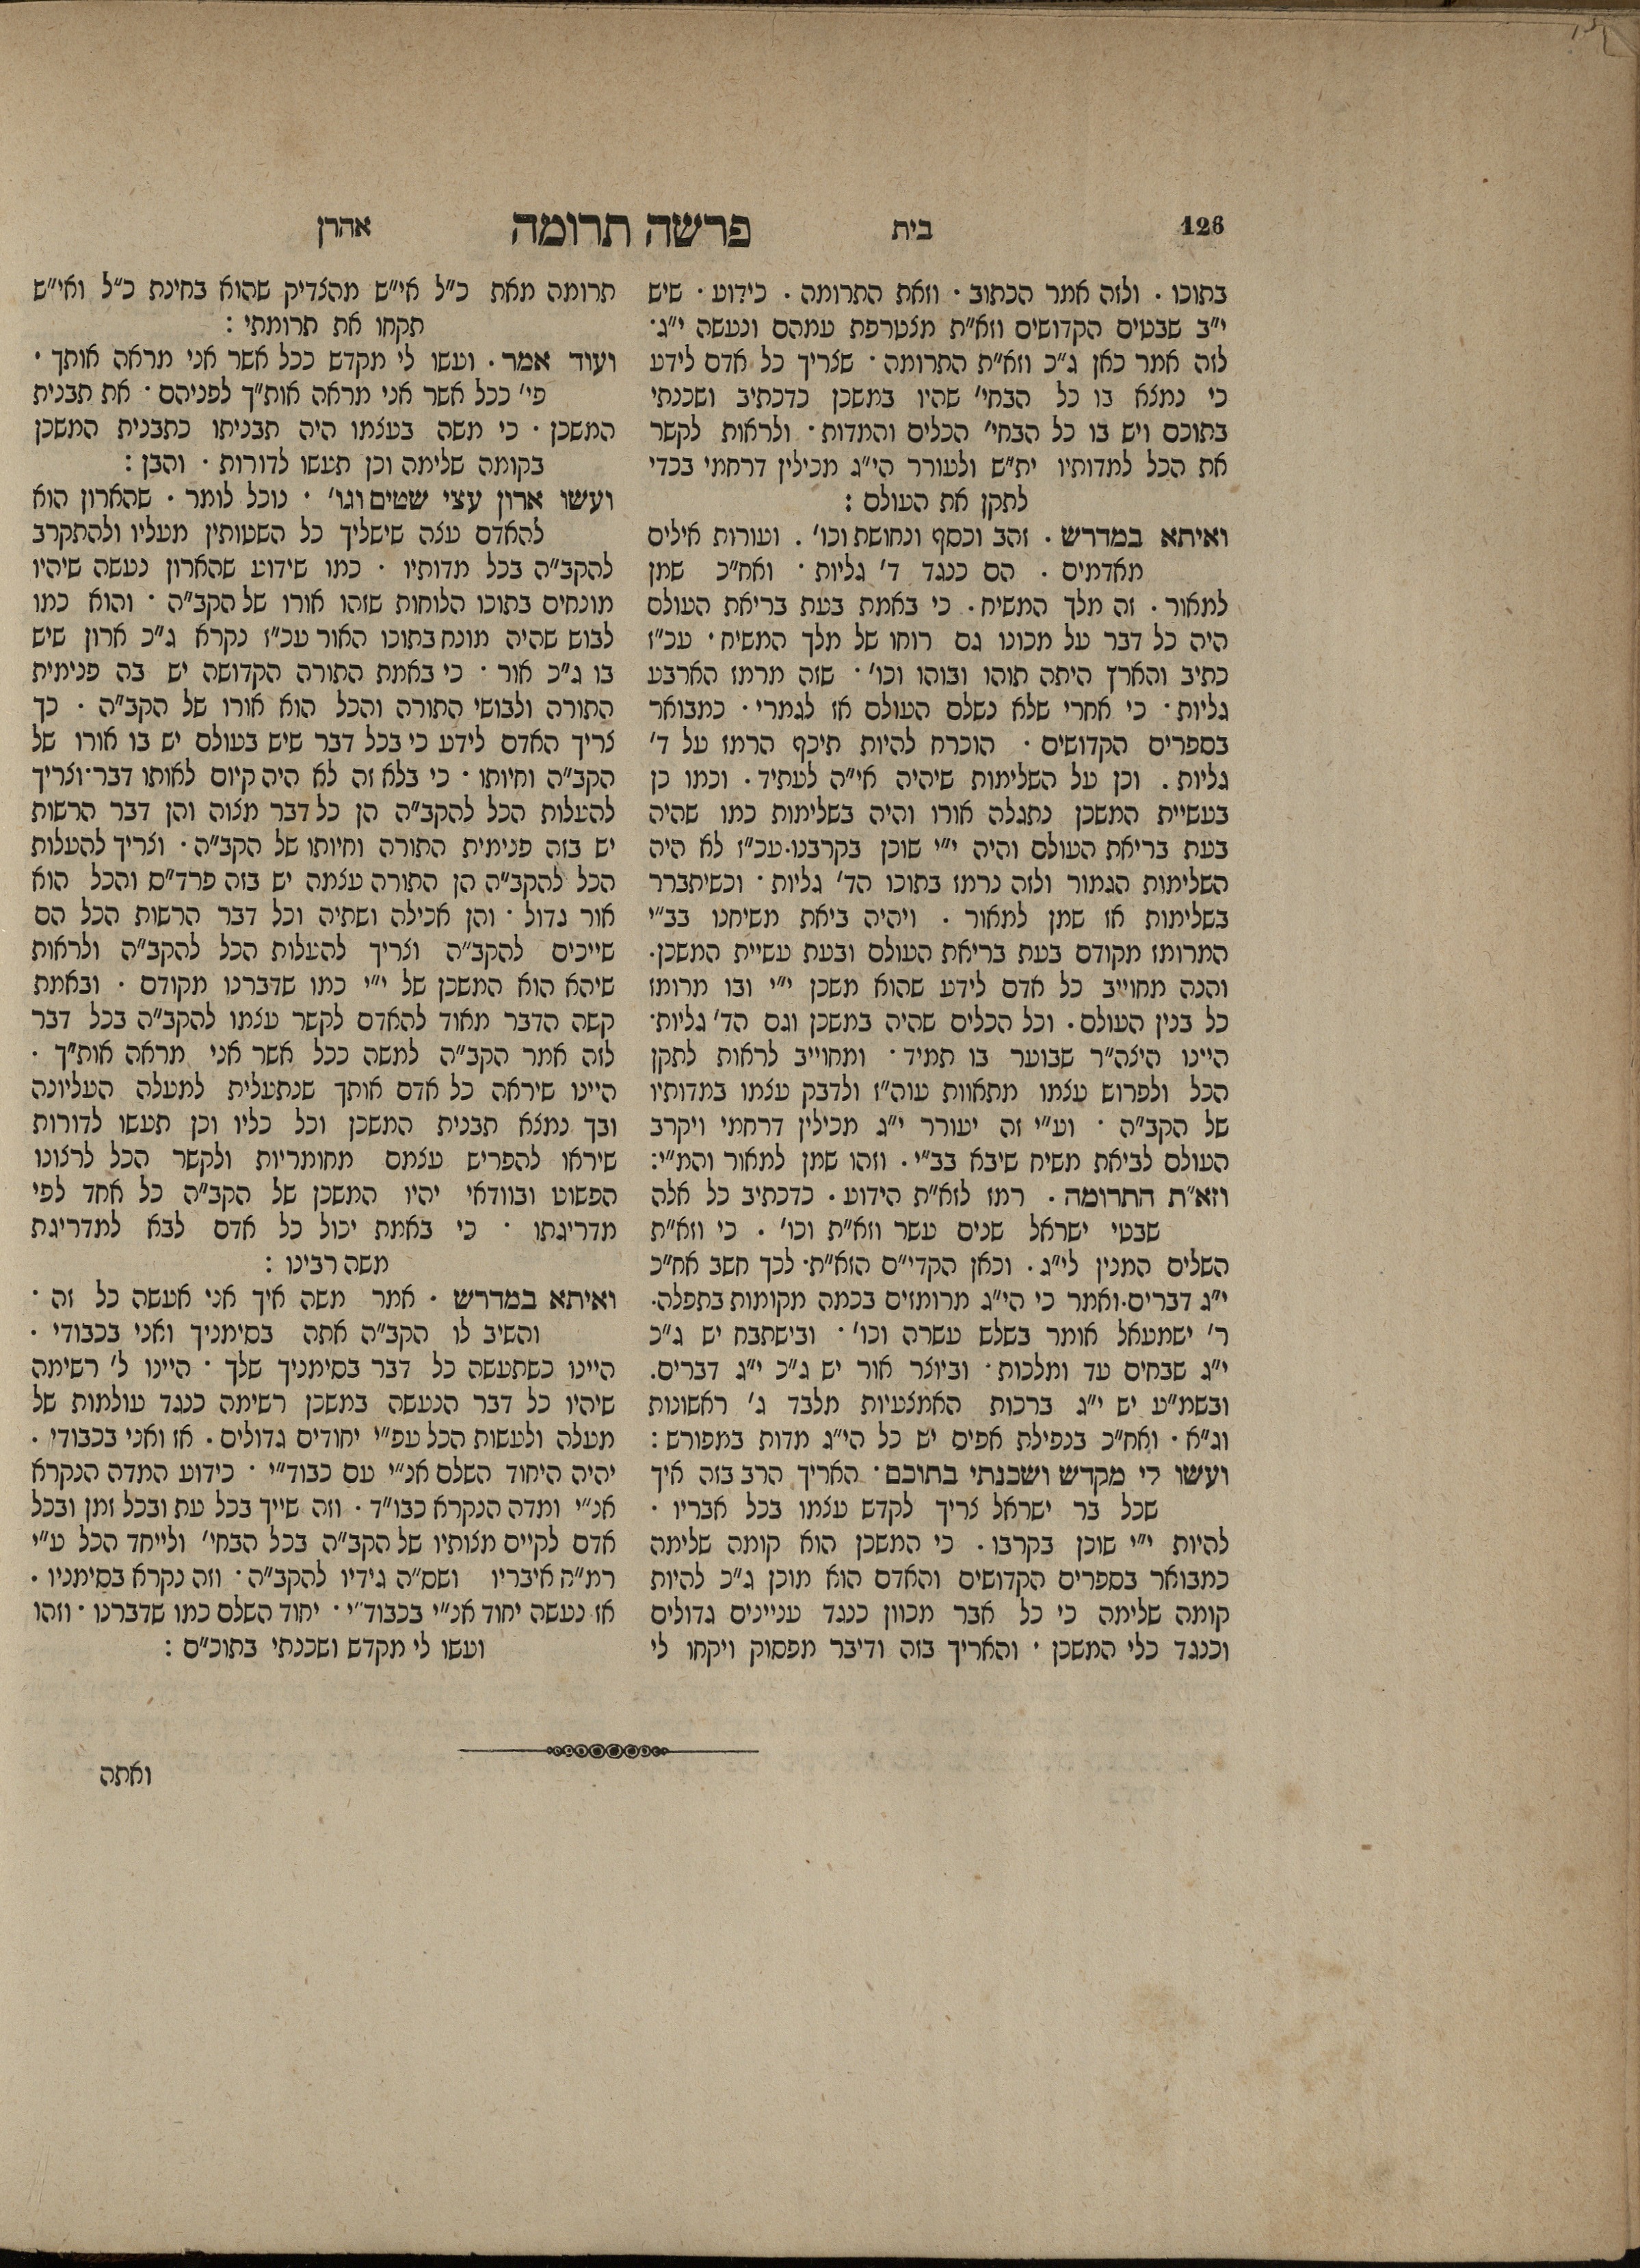 126 בית פרשה תרומה אהרן
בתוכו . ולזה אמר הכתוב · וזאת התרומה . כידוע · שיש
י"ב שבטים הקדושים וזא"ת מצטרפת עמהם ונעשה י"ג·
לזה אמר כאן ג"כ וזא"ת התרומה · שצריך כל אדם לידע
כי נמצא בו כל הבחי' שהיו במשכן כדכתיב ושכנתי
בתוכם ויש בו כל הבחי' הכלים והמדות · ולראות לקשר
את הכל למדותיו ית"ש ולעורר הי"ג מכילין דרחמי בכדי
לתקן את העולם :
ואיתא במדרש . זהב וכסף ונחושת וכו' . ועורות אילים
מאדמים . הם כנגד ד' גליות · ואח"כ שמן
למאור . זה מלך המשיח . כי באמת בעת בריאת העולם
היה כל דבר על מכונו גם רוחו של מלך המשיח · עכ"ז
כתיב והארץ היתה תוהו ובוהו וכו' · שזה מרמז הארבע
גליות · כי אחרי שלא נשלם העולם אז לגמרי · כמבואר
בספרים הקדושים · הוכרח להיות תיכף הרמז על ד'
גליות . וכן על השלימות שיהיה אי"ה לעתיד . וכמו כן
בעשיית המשכן נתגלה אורו והיה בשלימות כמו שהיה
בעת בריאת העולם והיה י"י שוכן בקרבנו·עכ"ז לא היה
השלימות הגמור ולזה נרמז בתוכו הד' גליות · וכשיתברר
בשלימות אז שמן למאור . ויהיה ביאת משיחנו בב"י
המרומז מקודם בעת בריאת העולם ובעת עשיית המשכן.
והנה מחוייב כל אדם לידע שהוא משכן י"י ובו מרומז
כל בנין העולם . וכל הכלים שהיה במשכן וגם הד' גליות·
היינו היצה"ר שבוער בו תמיד · ומחוייב לראות לתקן
הכל ולפרוש עצמו מתאוות עוה"ז ולדבק עצמו במדותיו
של הקב"ה · וע"י זה יעורר י"ג מכילין דרחמי ויקרב
העולם לביאת משיח שיבא בב"י . וזהו שמן למאור והמ"י:
וזא"ת התרומה . רמז לזא"ת הידוע . כדכתיב כל אלה
שבטי ישראל שנים עשר וזא"ת וכו' . כי וזא"ת
השלים המנין לי"ג . וכאן הקדי"ם הזא"ת· לכך חשב אח"כ
י"ג דברים·ואמר כי הי"ג מרומזים בכמה מקומות בתפלה.
ר' ישמעאל אומר בשלש עשרה וכו' · ובישתבח יש ג"כ
י"ג שבחים עד ומלכות · וביוצר אור יש ג"כ י"ג דברים.
ובשמ"ע יש י"ג ברכות האמצעיות מלבד ג' ראשונות
וג"א · ואח"כ בנפילת אפים יש כל הי"ג מדות במפורש :
ועשו לי מקדש ושכנתי בתוכם · האריך הרב בזה איך
שכל בר ישראל צריך לקדש עצמו בכל אבריו ·
להיות י"י שוכן בקרבו . כי המשכן הוא קומה שלימה
כמבואר בספרים הקדושים והאדם הוא מוכן ג"כ להיות
קומה שלימה כי כל אבר מכוון כנגד עניינים גדולים
וכנגד כלי המשכן · והאריך בזה ודיבר מפסוק ויקחו לי
תרומה מאת כ"ל אי"ש מהצדיק שהוא בחינת כ"ל ואי"ש
תקחו את תרומתי :
ועוד אמר . ועשו לי מקדש ככל אשר אני מראה אותך ·
פי' ככל אשר אני מראה אות"ך לפניהם · את תבנית
המשכן · כי משה בעצמו היה תבניתו כתבנית המשכן
בקומה שלימה וכן תעשו לדורות · והבן :
ועשו ארון עצי שטים וגו' · נוכל לומר . שהארון הוא
להאדם עצה שישליך כל השטותין מעליו ולהתקרב
להקב"ה בכל מדותיו · כמו שידוע שהארון נעשה שיהיו
מונחים בתוכו הלוחות שזהו אורו של הקב"ה · והוא כמו
לבוש שהיה מונח בתוכו האור עכ"ז נקרא ג"כ ארון שיש
בו ג"כ אור · כי באמת התורה הקדושה יש בה פנימית
התורה ולבושי התורה והכל הוא אורו של הקב"ה · כך
צריך האדם לידע כי בכל דבר שיש בעולם יש בו אורו של
הקב"ה וחיותו · כי בלא זה לא היה קיום לאותו דבר·וצריך
להעלות הכל להקב"ה הן כל דבר מצוה והן דבר הרשות
יש בזה פנימית התורה וחיותו של הקב"ה · וצריך להעלות
הכל להקב"ה הן התורה עצמה יש בזה פרד"ס והכל הוא
אור גדול · והן אכילה ושתיה וכל דבר הרשות הכל הם
שייכים להקב"ה וצריך להעלות הכל להקב"ה ולראות
שיהא הוא המשכן של י"י כמו שדברנו מקודם · ובאמת
קשה הדבר מאוד להאדם לקשר עצמו להקב"ה בכל דבר
לזה אמר הקב"ה למשה ככל אשר אני מראה אות"ך .
היינו שיראה כל אדם אותך שנתעלית למעלה העליונה
ובך נמצא תבנית המשכן וכל כליו וכן תעשו לדורות
שיראו להפריש עצמם מחומריות ולקשר הכל לרצונו
הפשוט ובוודאי יהיו המשכן של הקב"ה כל אחד לפי
מדריגתו · כי באמת יכול כל אדם לבא למדריגת
משה רבינו :
ואיתא במדרש . אמר משה איך אני אעשה כל זה ·
והשיב לו הקב"ה אתה בסימניך ואני בכבודי .
היינו כשתעשה כל דבר בסימניך שלך · היינו ל' רשימה
שיהיו כל דבר הנעשה במשכן רשימה כנגד עולמות של
מעלה ולעשות הכל עפ"י יחודים גדולים . אז ואני בכבודי .
יהיה היחוד השלם אנ"י עם כבוד"י · כידוע המדה הנקרא
אנ"י ומדה הנקרא כבו"ד · וזה שייך בכל עת ובכל זמן ובכל
אדם לקיים מצותיו של הקב"ה בכל הבחי' ולייחד הכל ע"י
רמ"ח איבריו ושס"ה גידיו להקב"ה · וזה נקרא בסימניו .
אז נעשה יחוד אנ"י בכבוד"י · יחוד השלם כמו שדברנו · וזהו
ועשו לי מקדש ושכנתי בתוכ"ם :
ואתה